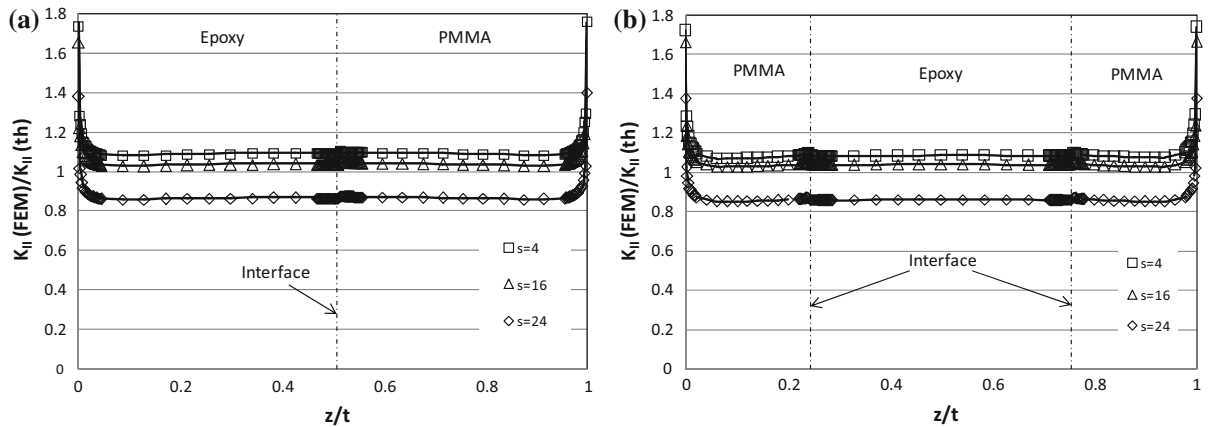 (a)
K_II (FEM)/K_II (th)
1.8
1.6
1.4
1.2
1
0.8
0.6
0.4
0.2
0
Epoxy
PMMA
s=4
s=16
s=24
Interface
0
0.2
0.4
0.6
0.8
1
z/t
(b)
K_II (FEM)/K_II (th)
1.8
1.6
1.4
1.2
1
0.8
0.6
0.4
0.2
0
PMMA
Epoxy
PMMA
Interface
s=4
s=16
s=24
0
0.2
0.4
0.6
0.8
1
z/t